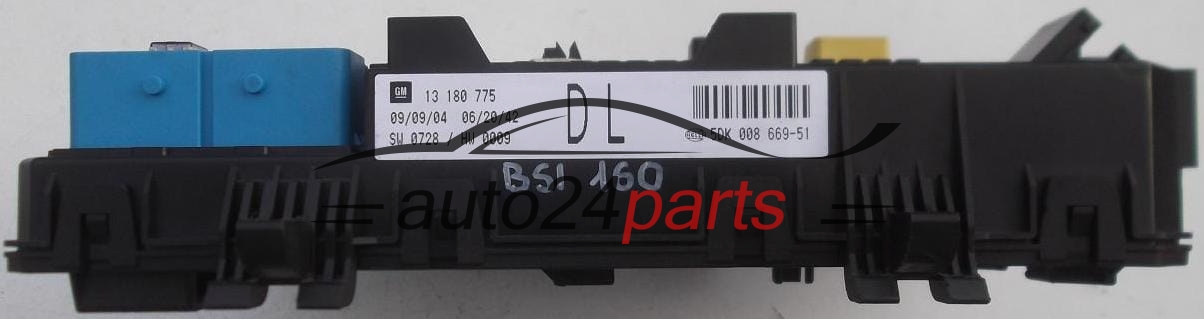 GM 13 180 775
09/09/04 06/20/42
SW 0728 / HW 0009
DL
HELLA 5DK 008 669-51
BSI 160
auto24parts